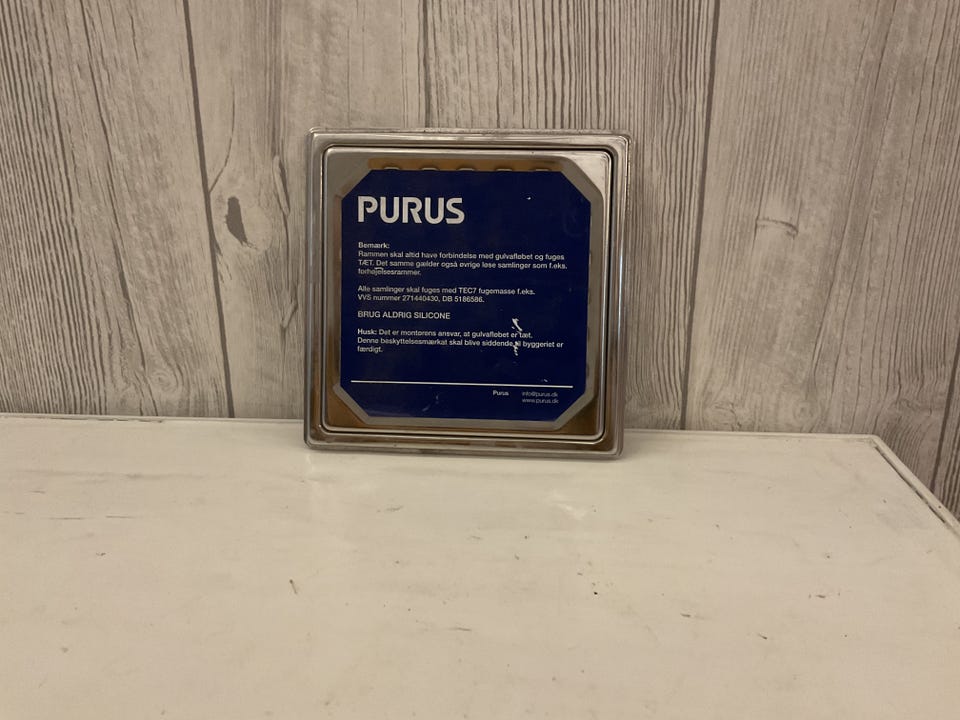 PURUS
Bemærk:
Rammen skal altid have forbindelse med gulvafløbet og fuges
TÆT. Det samme gælder også øvrige løse samlinger som f.eks.
forhøjelsesrammer.
Alle samlinger skal fuges med TEC7 fugemasse f.eks.
VVS nummer 271440430, DB 5186586.
BRUG ALDRIG SILICONE
Husk: Det er montørens ansvar, at gulvafløbet er tæt.
Denne beskyttelsesmærkat skal blive siddende til byggeriet er
færdigt.
Purus info@purus.dk
www.purus.dk